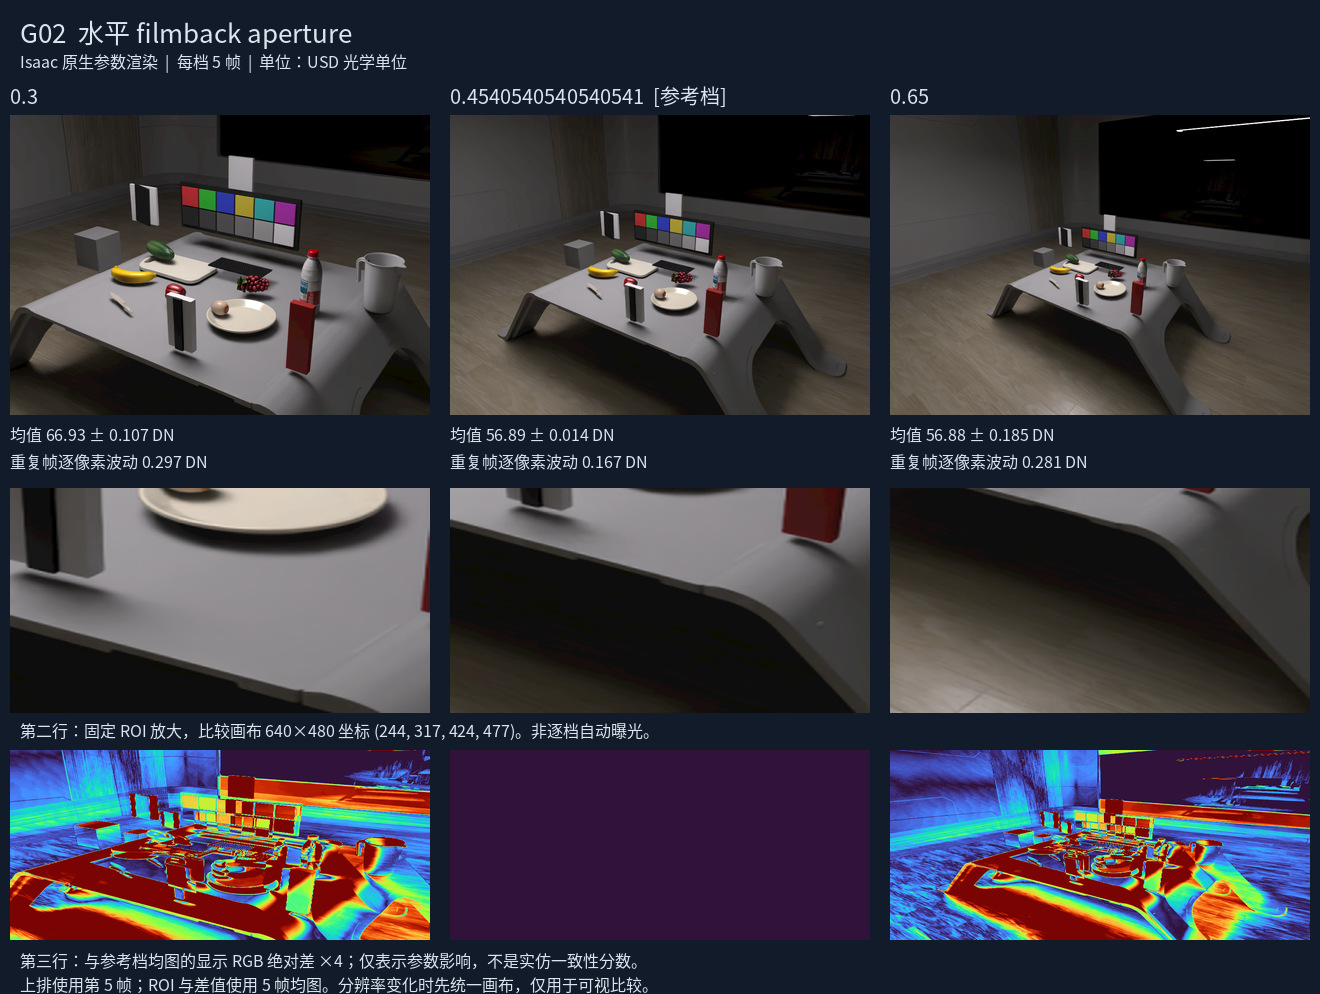 G02 水平 filmback aperture
Isaac 原生参数渲染 | 每档 5 帧 | 单位：USD 光学单位
0.3
0.4540540540540541 [参考档]
0.65
均值 66.93 ± 0.107 DN
重复帧逐像素波动 0.297 DN
均值 56.89 ± 0.014 DN
重复帧逐像素波动 0.167 DN
均值 56.88 ± 0.185 DN
重复帧逐像素波动 0.281 DN
第二行：固定 ROI 放大，比较画布 640×480 坐标 (244, 317, 424, 477)。非逐档自动曝光。
第三行：与参考档均图的显示 RGB 绝对差 ×4；仅表示参数影响，不是实仿一致性分数。
上排使用第 5 帧；ROI 与差值使用 5 帧均图。分辨率变化时先统一画布，仅用于可视比较。